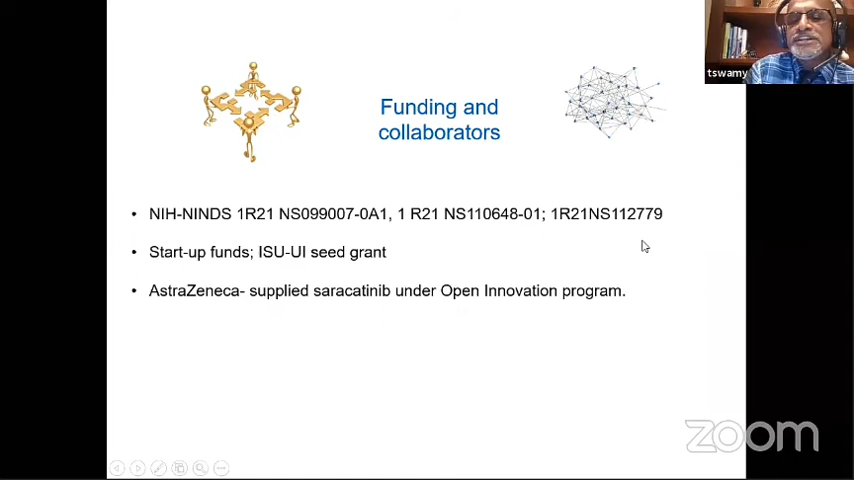 tswamy
Funding and
collaborators
• NIH-NINDS 1R21 NS099007-0A1, 1 R21 NS110648-01; 1R21NS112779
• Start-up funds; ISU-UI seed grant
• AstraZeneca- supplied saracatinib under Open Innovation program.
zoom